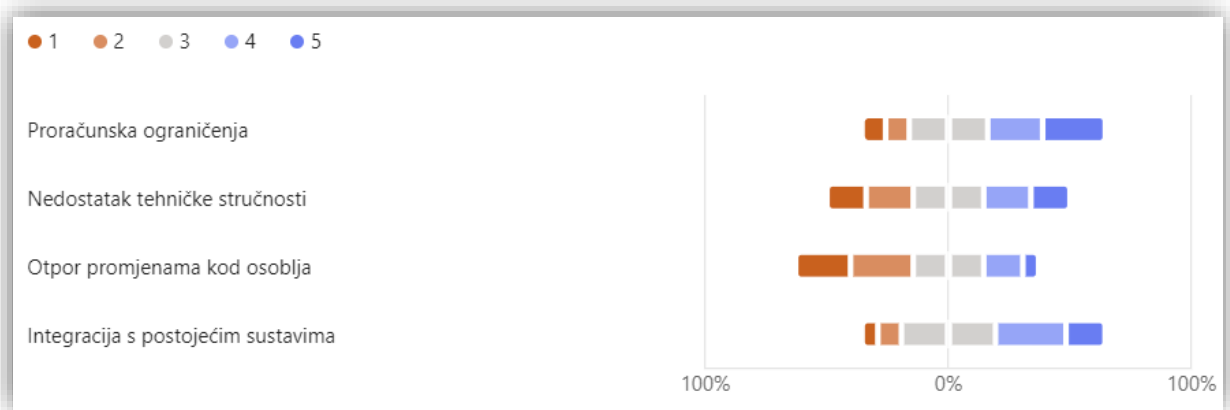 1 2 3 4 5
Proračunska ograničenja
Nedostatak tehničke stručnosti
Otpor promjenama kod osoblja
Integracija s postojećim sustavima
100% 0% 100%